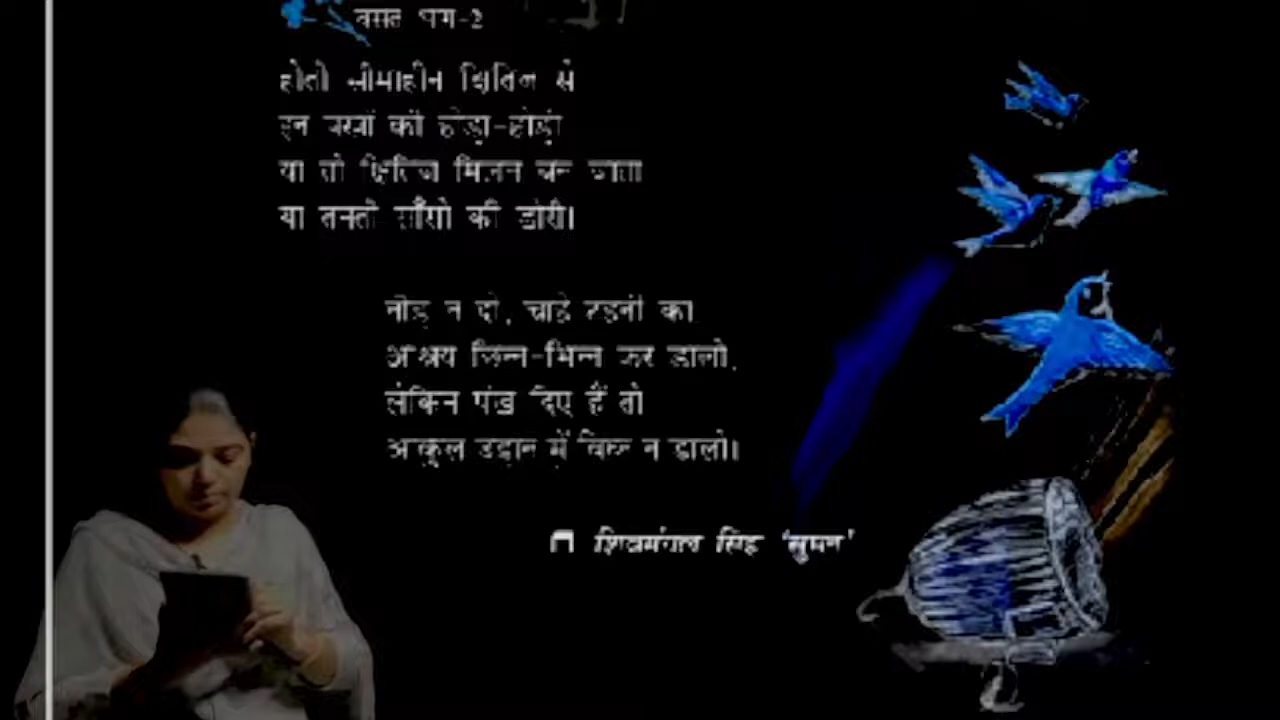 वसंत भाग-2
होती सीमाहीन क्षितिज से
इन पंखों की होड़ा-होड़ी
या तो क्षितिज मिलन बन जाता
या तनती साँसों की डोरी।
नीड़ न दो, चाहे टहनी का
आश्रय छिन्न-भिन्न कर डालो,
लेकिन पंख दिए हैं तो
आकुल उड़ान में विघ्न न डालो।
शिवमंगल सिंह 'सुमन'